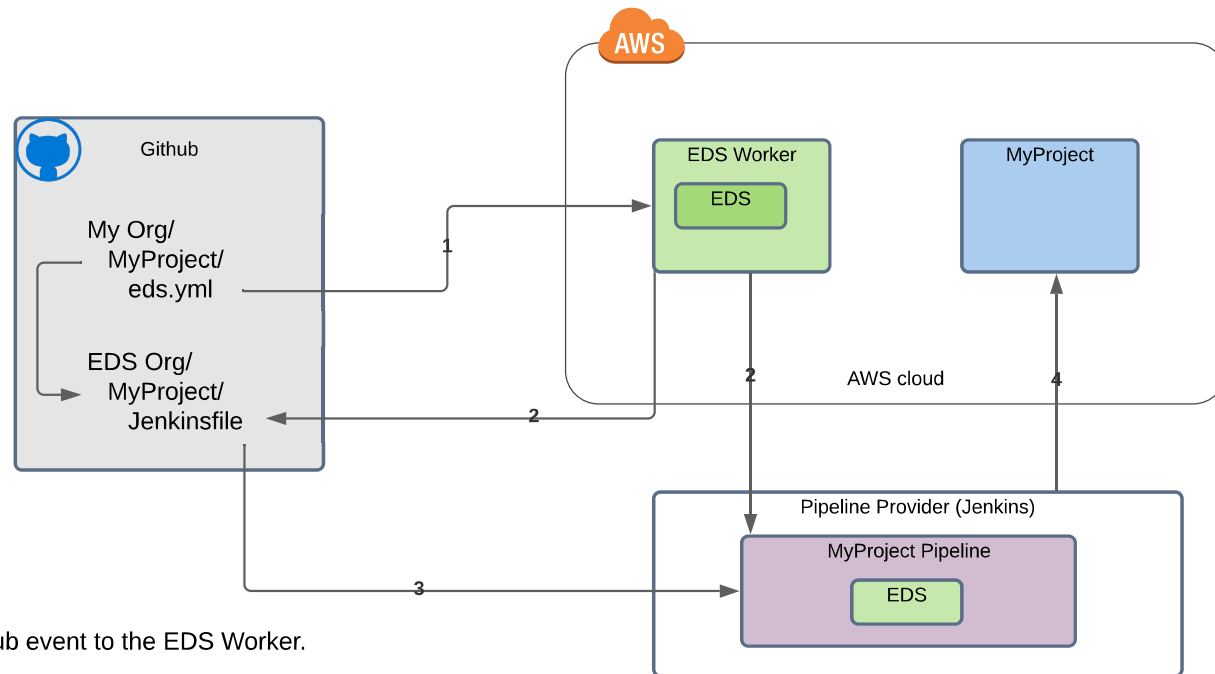 AWS
Github
EDS Worker
EDS
MyProject
My Org/
MyProject/
eds.yml
1
EDS Org/
MyProject/
Jenkinsfile
2
2
AWS cloud
4
Pipeline Provider (Jenkins)
MyProject Pipeline
EDS
3
event to the EDS Worker.